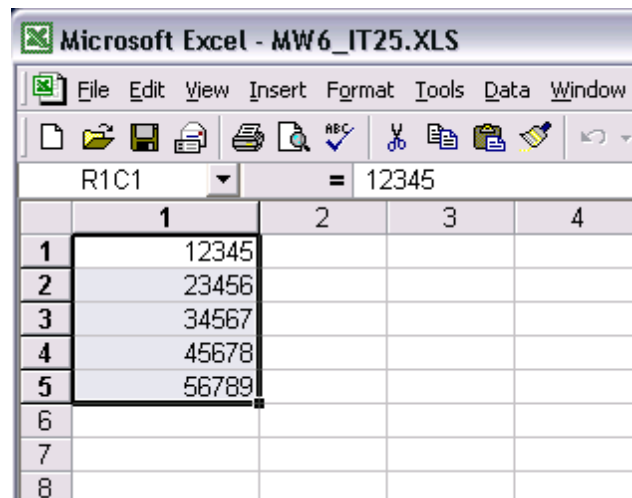 Microsoft Excel - MW6_IT25.XLS
File Edit View Insert Format Tools Data Window
ABC
R1C1 = 12345
1 2 3 4
1 12345
2 23456
3 34567
4 45678
5 56789
6
7
8